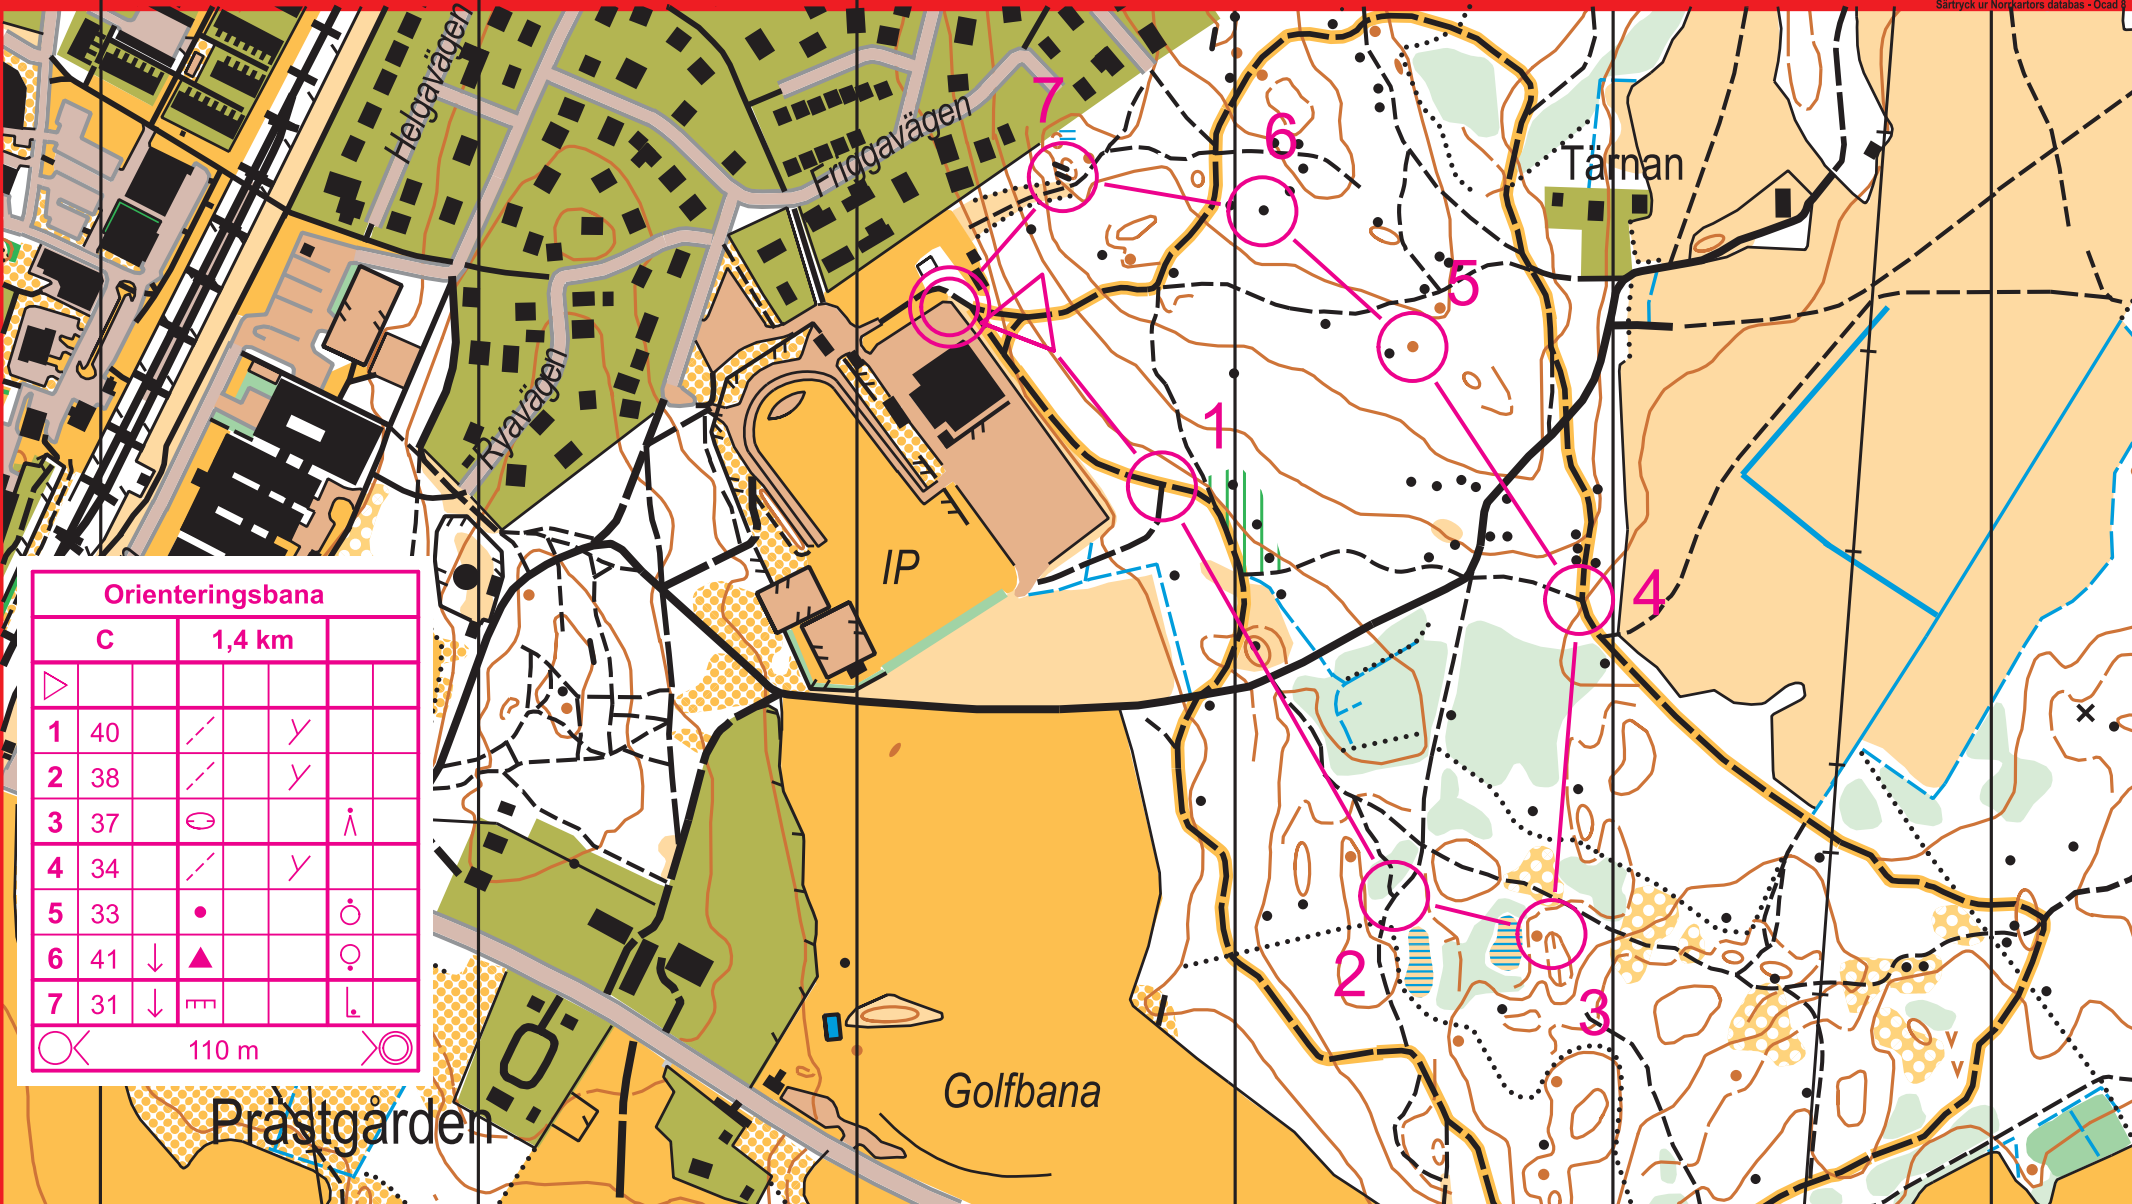 Särtryck ur Norrkartors databas - Ocad 8
Helgavägen
Friggavägen
7
6
Tärnan
5
Ryavägen
1
IP
4
Orienteringsbana
C 1,4 km
1 40
2 38
3 37
4 34
5 33
6 41
7 31
110 m
2
3
Golfbana
Prästgården